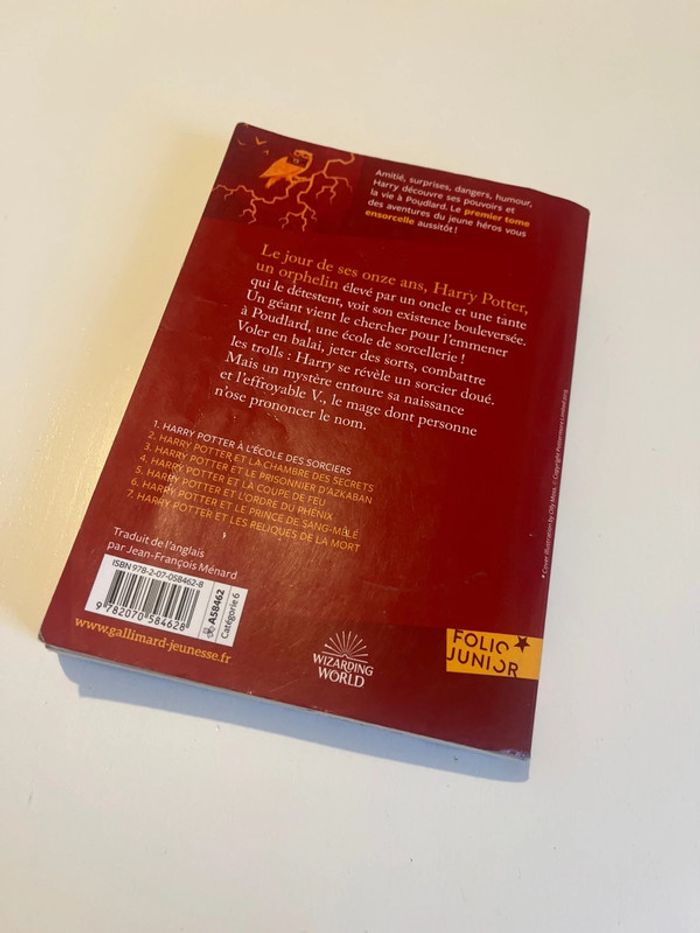 Amitié, surprises, dangers, humour,
Harry découvre ses pouvoirs et
la vie à Poudlard. Le premier tome
des aventures du jeune héros vous
ensorcelle aussitôt !
Le jour de ses onze ans, Harry Potter,
un orphelin élevé par un oncle et une tante
qui le détestent, voit son existence bouleversée.
Un géant vient le chercher pour l'emmener
à Poudlard, une école de sorcellerie !
Voler en balai, jeter des sorts, combattre
les trolls : Harry se révèle un sorcier doué.
Mais un mystère entoure sa naissance
et l'effroyable V., le mage dont personne
n'ose prononcer le nom.
1. HARRY POTTER À L'ÉCOLE DES SORCIERS
2. HARRY POTTER ET LA CHAMBRE DES SECRETS
3. HARRY POTTER ET LE PRISONNIER D'AZKABAN
4. HARRY POTTER ET LA COUPE DE FEU
5. HARRY POTTER ET L'ORDRE DU PHÉNIX
6. HARRY POTTER ET LE PRINCE DE SANG-MÊLÉ
7. HARRY POTTER ET LES RELIQUES DE LA MORT
Traduit de l'anglais
par Jean-François Ménard
ISBN 978-2-07-058462-8
9 782070 584628
A58462
Catégorie 6
www.gallimard-jeunesse.fr
WIZARDING
WORLD
FOLIO
JUNIOR
Cover illustration by Olly Moss. © Copyright Pottermore Limited 2015